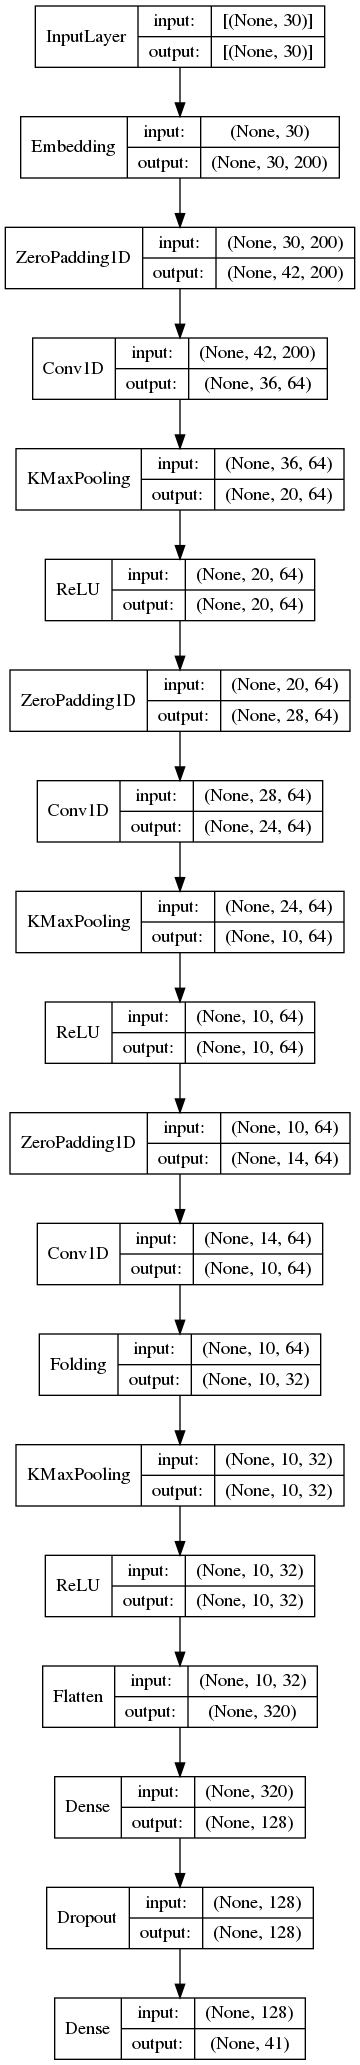 InputLayer
input: [(None, 30)]
output: [(None, 30)]
Embedding
input: (None, 30)
output: (None, 30, 200)
ZeroPadding1D
input: (None, 30, 200)
output: (None, 42, 200)
Conv1D
input: (None, 42, 200)
output: (None, 36, 64)
KMaxPooling
input: (None, 36, 64)
output: (None, 20, 64)
ReLU
input: (None, 20, 64)
output: (None, 20, 64)
ZeroPadding1D
input: (None, 20, 64)
output: (None, 28, 64)
Conv1D
input: (None, 28, 64)
output: (None, 24, 64)
KMaxPooling
input: (None, 24, 64)
output: (None, 10, 64)
ReLU
input: (None, 10, 64)
output: (None, 10, 64)
ZeroPadding1D
input: (None, 10, 64)
output: (None, 14, 64)
Conv1D
input: (None, 14, 64)
output: (None, 10, 64)
Folding
input: (None, 10, 64)
output: (None, 10, 32)
KMaxPooling
input: (None, 10, 32)
output: (None, 10, 32)
ReLU
input: (None, 10, 32)
output: (None, 10, 32)
Flatten
input: (None, 10, 32)
output: (None, 320)
Dense
input: (None, 320)
output: (None, 128)
Dropout
input: (None, 128)
output: (None, 128)
Dense
input: (None, 128)
output: (None, 41)